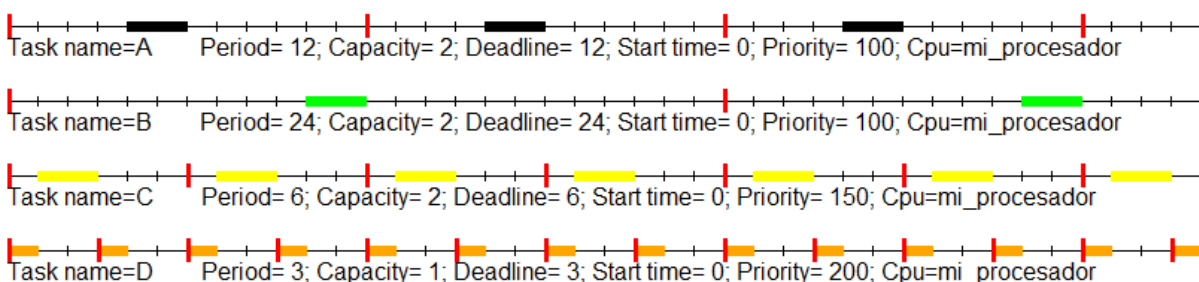 Task name=A Period= 12; Capacity= 2; Deadline= 12; Start time= 0; Priority= 100; Cpu=mi_procesador
Task name=B Period= 24; Capacity= 2; Deadline= 24; Start time= 0; Priority= 100; Cpu=mi_procesador
Task name=C Period= 6; Capacity= 2; Deadline= 6; Start time= 0; Priority= 150; Cpu=mi_procesador
Task name=D Period= 3; Capacity= 1; Deadline= 3; Start time= 0; Priority= 200; Cpu=mi_procesador